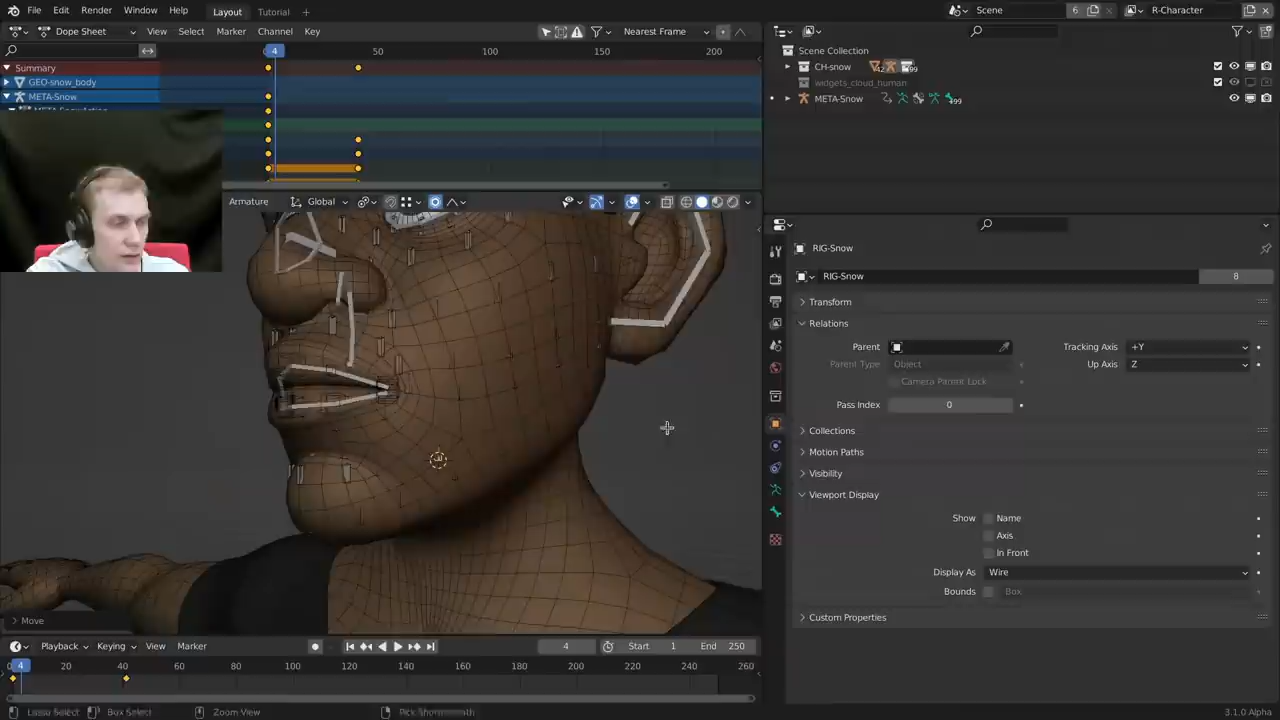 File Edit Render Window Help Layout Tutorial Scene 6 R-Character
Dope Sheet View Select Marker Channel Key Nearest Frame
4 50 100 150 200
Summary
GEO-snow_body
META-Snow
Armature Global
Move
Playback Keying View Marker 4 Start 1 End 250
0 4 20 40 60 80 100 120 140 160 180 200 220 240 260
Lasso Select Box Select Zoom View
3.1.0 Alpha
Scene Collection
CH-snow 42 99
widgets_cloud_human
META-Snow 499
RIG-Snow
RIG-Snow 8
Transform
Relations
Parent Tracking Axis +Y
Parent Type Object Up Axis Z
Camera Parent Lock
Pass Index 0
Collections
Motion Paths
Visibility
Viewport Display
Show Name
Axis
In Front
Display As Wire
Bounds Box
Custom Properties